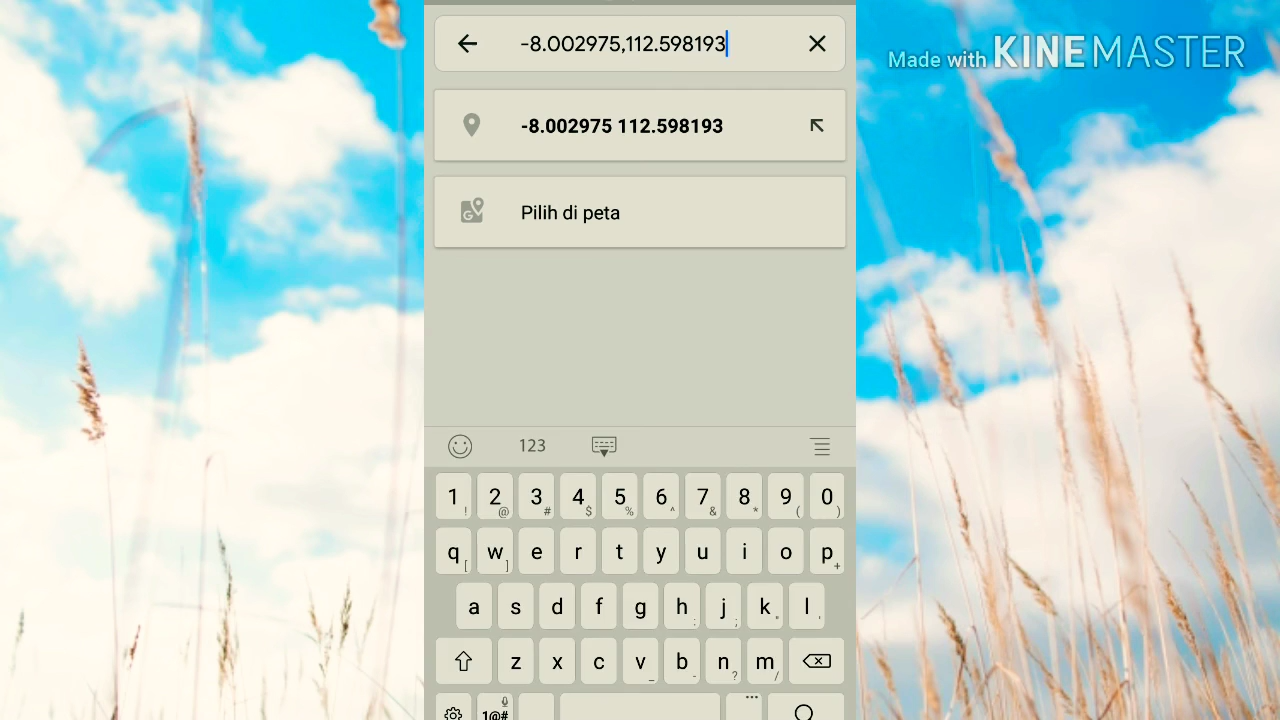 -8.002975,112.598193
Made with KINEMASTER
-8.002975 112.598193
Pilih di peta
123
1 2 3 4 5 6 7 8 9 0
! @ # $ % ^ & * ( )
q w e r t y u i o p
[ ] +
a s d f g h j k l
: ; " '
z x c v b n m
_ - ? /
1@#